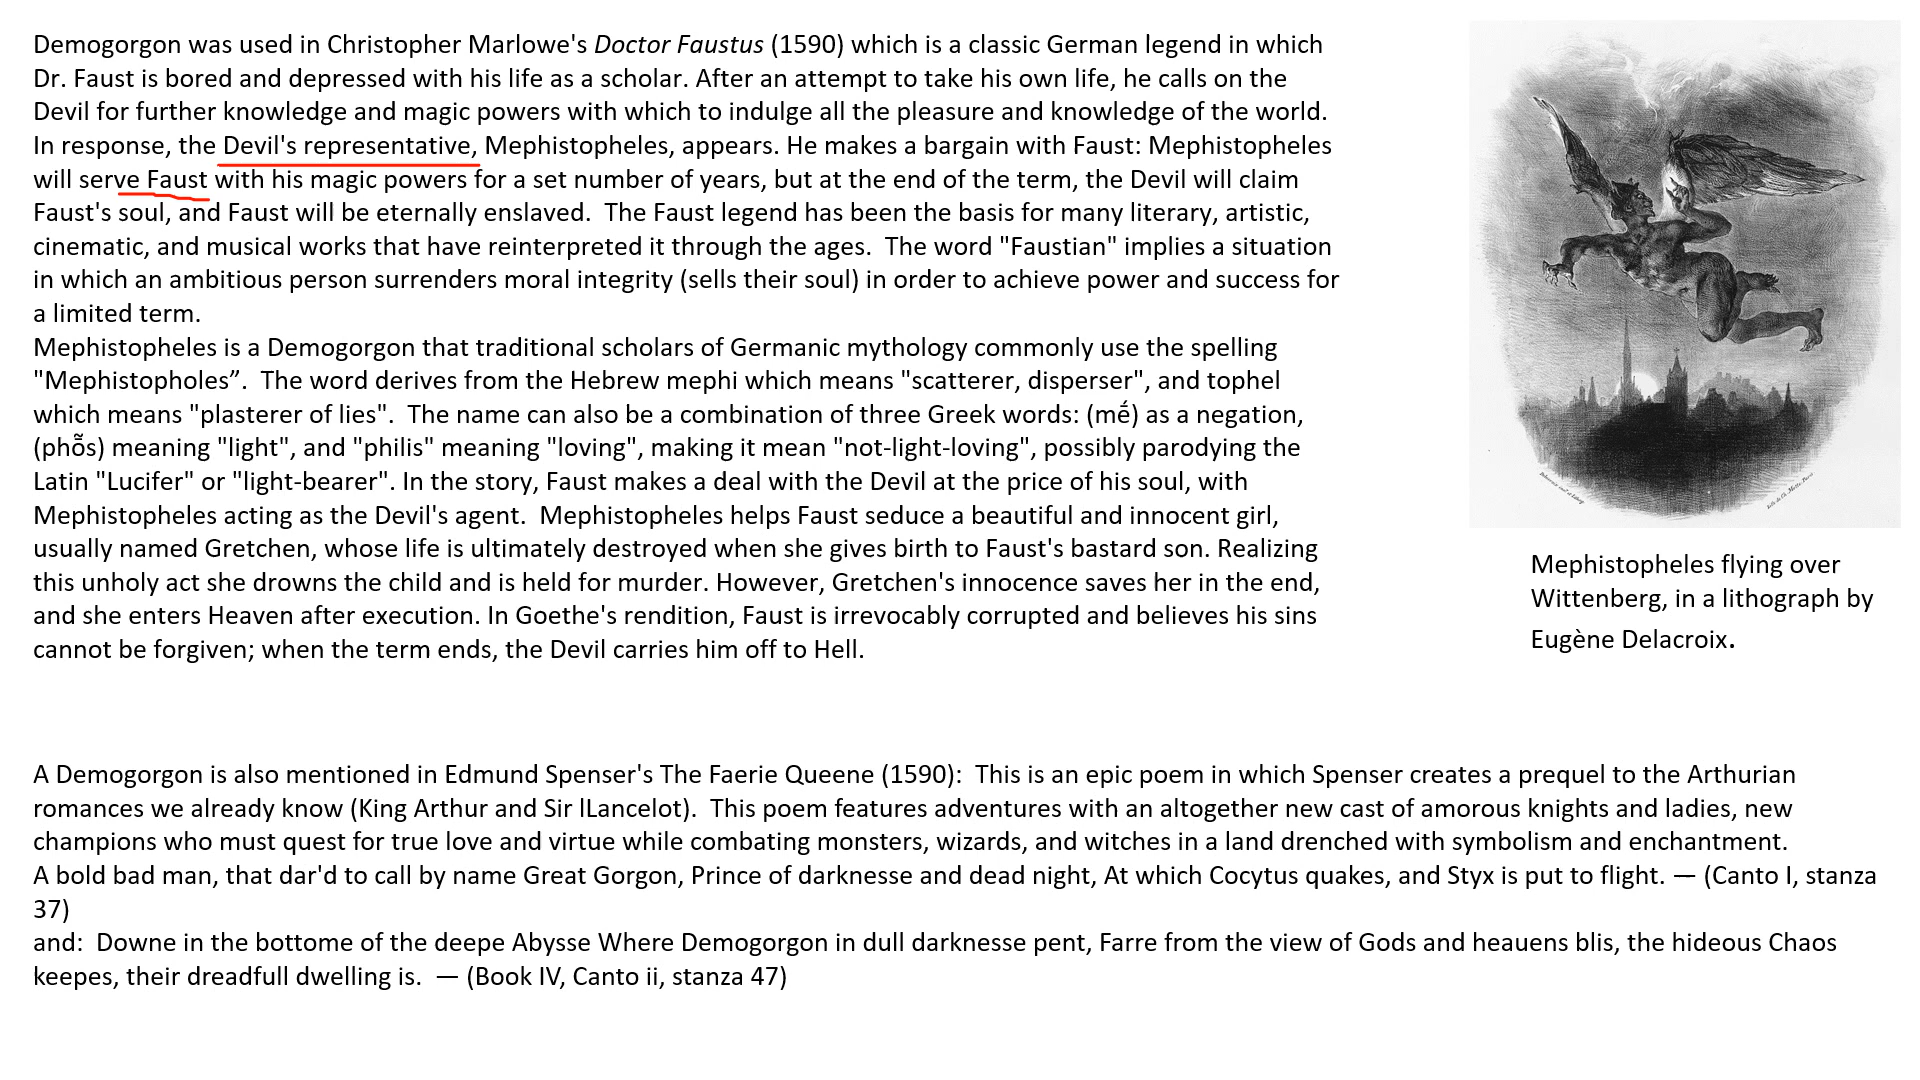 Demogorgon was used in Christopher Marlowe's Doctor Faustus (1590) which is a classic German legend in which
Dr. Faust is bored and depressed with his life as a scholar. After an attempt to take his own life, he calls on the
Devil for further knowledge and magic powers with which to indulge all the pleasure and knowledge of the world.
In response, the Devil's representative, Mephistopheles, appears. He makes a bargain with Faust: Mephistopheles
will serve Faust with his magic powers for a set number of years, but at the end of the term, the Devil will claim
Faust's soul, and Faust will be eternally enslaved.  The Faust legend has been the basis for many literary, artistic,
cinematic, and musical works that have reinterpreted it through the ages.  The word "Faustian" implies a situation
in which an ambitious person surrenders moral integrity (sells their soul) in order to achieve power and success for
a limited term.
Mephistopheles is a Demogorgon that traditional scholars of Germanic mythology commonly use the spelling
"Mephistopholes”.  The word derives from the Hebrew mephi which means "scatterer, disperser", and tophel
which means "plasterer of lies".  The name can also be a combination of three Greek words: (mḗ) as a negation,
(phō̃s) meaning "light", and "philis" meaning "loving", making it mean "not-light-loving", possibly parodying the
Latin "Lucifer" or "light-bearer". In the story, Faust makes a deal with the Devil at the price of his soul, with
Mephistopheles acting as the Devil's agent.  Mephistopheles helps Faust seduce a beautiful and innocent girl,
usually named Gretchen, whose life is ultimately destroyed when she gives birth to Faust's bastard son. Realizing
this unholy act she drowns the child and is held for murder. However, Gretchen's innocence saves her in the end,
and she enters Heaven after execution. In Goethe's rendition, Faust is irrevocably corrupted and believes his sins
cannot be forgiven; when the term ends, the Devil carries him off to Hell.
Mephistopheles flying over
Wittenberg, in a lithograph by
Eugène Delacroix.
A Demogorgon is also mentioned in Edmund Spenser's The Faerie Queene (1590):  This is an epic poem in which Spenser creates a prequel to the Arthurian
romances we already know (King Arthur and Sir lLancelot).  This poem features adventures with an altogether new cast of amorous knights and ladies, new
champions who must quest for true love and virtue while combating monsters, wizards, and witches in a land drenched with symbolism and enchantment.
A bold bad man, that dar'd to call by name Great Gorgon, Prince of darknesse and dead night, At which Cocytus quakes, and Styx is put to flight. — (Canto I, stanza
37)
and:  Downe in the bottome of the deepe Abysse Where Demogorgon in dull darknesse pent, Farre from the view of Gods and heauens blis, the hideous Chaos
keepes, their dreadfull dwelling is.  — (Book IV, Canto ii, stanza 47)